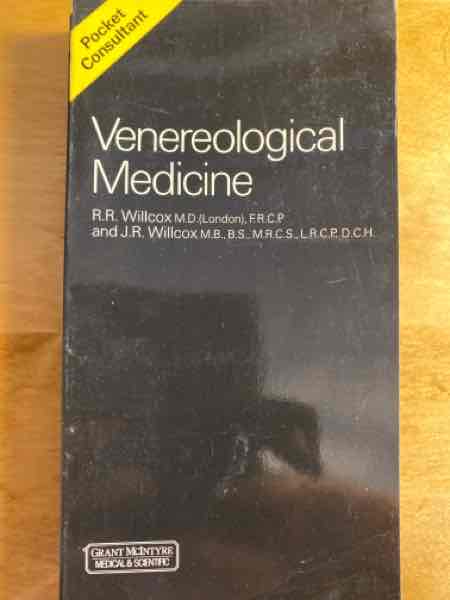 Pocket
Consultant
Venereological
Medicine
R.R. Willcox M.D.(London), F.R.C.P
and J.R. Willcox M.B., B.S., M.R.C.S., L.R.C.P., D.C.H.
GRANT McINTYRE
MEDICAL & SCIENTIFIC